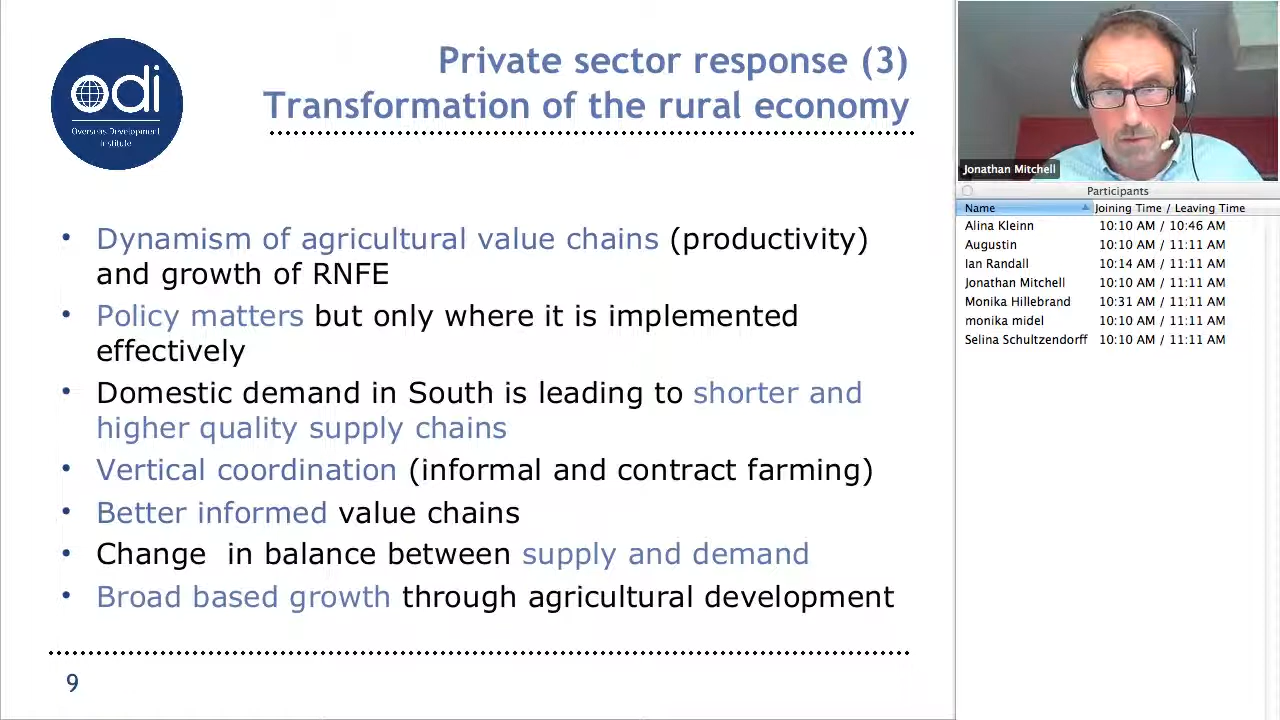 odi
Overseas Development
Institute
Private sector response (3)
Transformation of the rural economy
• Dynamism of agricultural value chains (productivity)
and growth of RNFE
• Policy matters but only where it is implemented
effectively
• Domestic demand in South is leading to shorter and
higher quality supply chains
• Vertical coordination (informal and contract farming)
• Better informed value chains
• Change in balance between supply and demand
• Broad based growth through agricultural development
9
Jonathan Mitchell
Participants
Name Joining Time / Leaving Time
Alina Kleinn 10:10 AM / 10:46 AM
Augustin 10:10 AM / 11:11 AM
Ian Randall 10:14 AM / 11:11 AM
Jonathan Mitchell 10:10 AM / 11:11 AM
Monika Hillebrand 10:31 AM / 11:11 AM
monika midel 10:10 AM / 11:11 AM
Selina Schultzendorff 10:10 AM / 11:11 AM